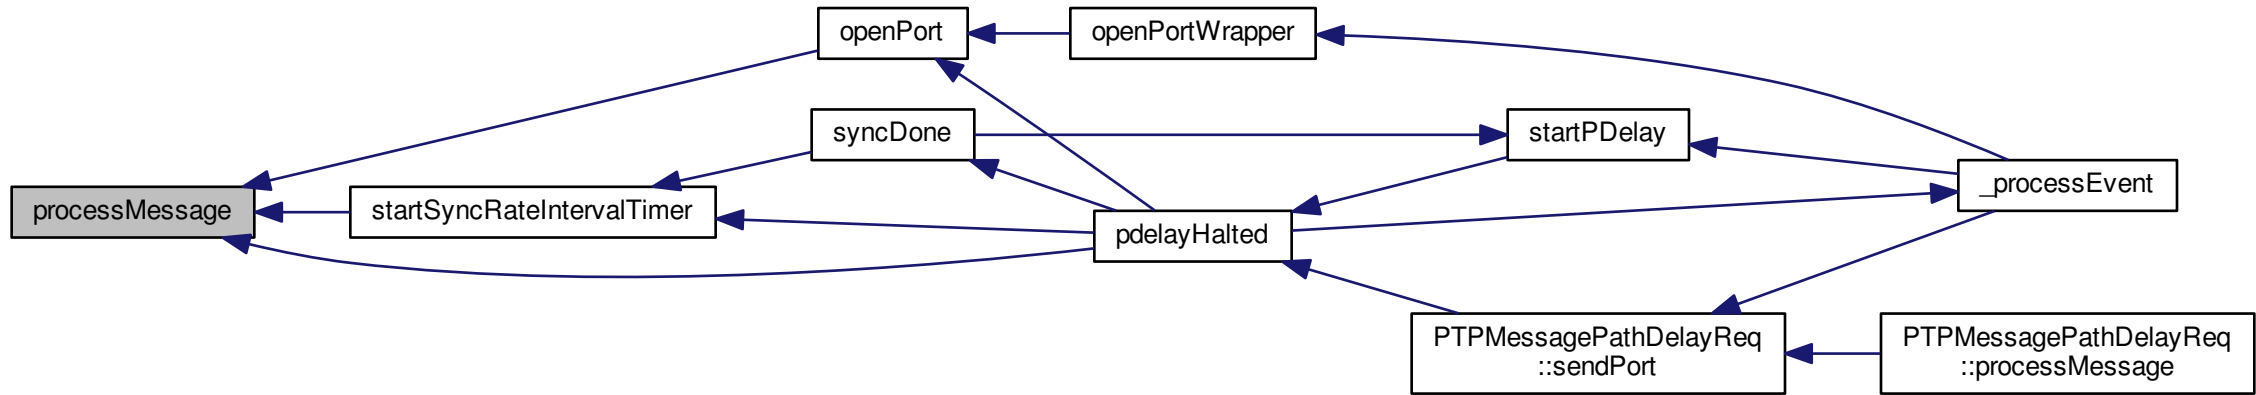 openPort
openPortWrapper
syncDone
startPDelay
_processEvent
processMessage
startSyncRateIntervalTimer
pdelayHalted
PTPMessagePathDelayReq
::sendPort
PTPMessagePathDelayReq
::processMessage